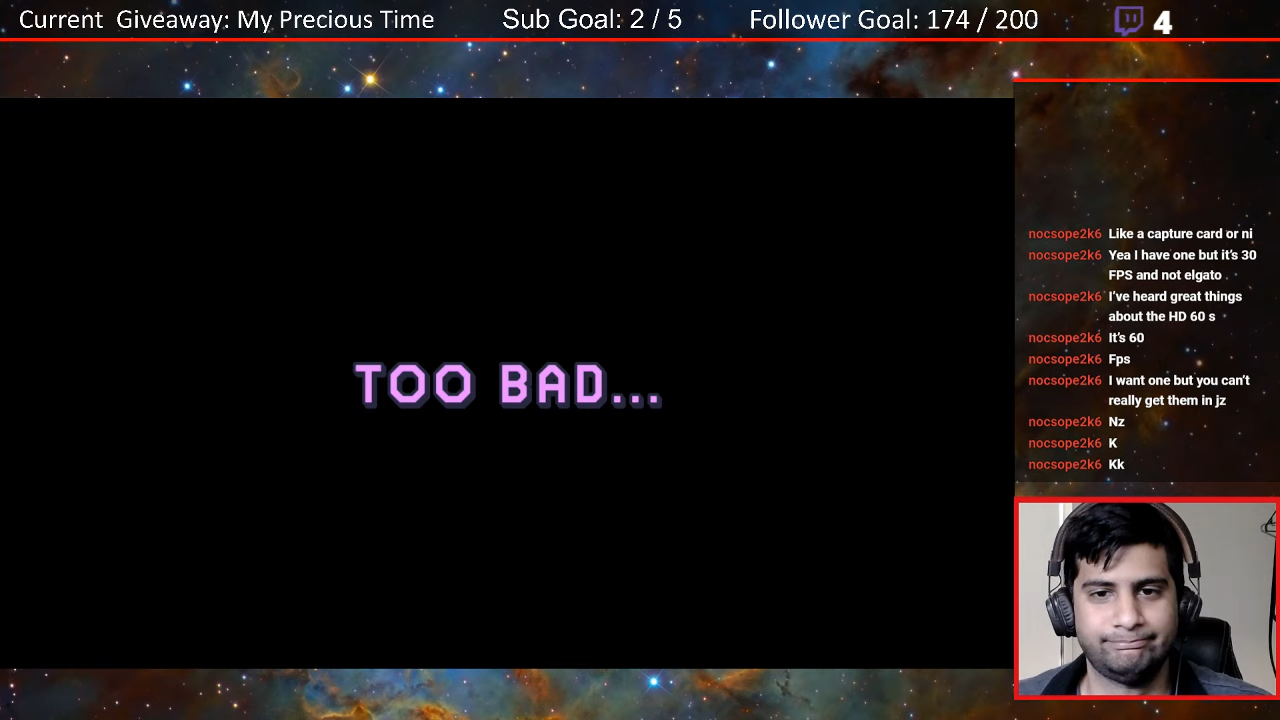 Current  Giveaway: My Precious Time
Sub Goal: 2 / 5
Follower Goal: 174 / 200
4
nocsope2k6 Like a capture card or ni
nocsope2k6 Yea I have one but it's 30
FPS and not elgato
nocsope2k6 I've heard great things
about the HD 60 s
nocsope2k6 It's 60
nocsope2k6 Fps
nocsope2k6 I want one but you can't
really get them in jz
nocsope2k6 Nz
nocsope2k6 K
nocsope2k6 Kk
TOO BAD...